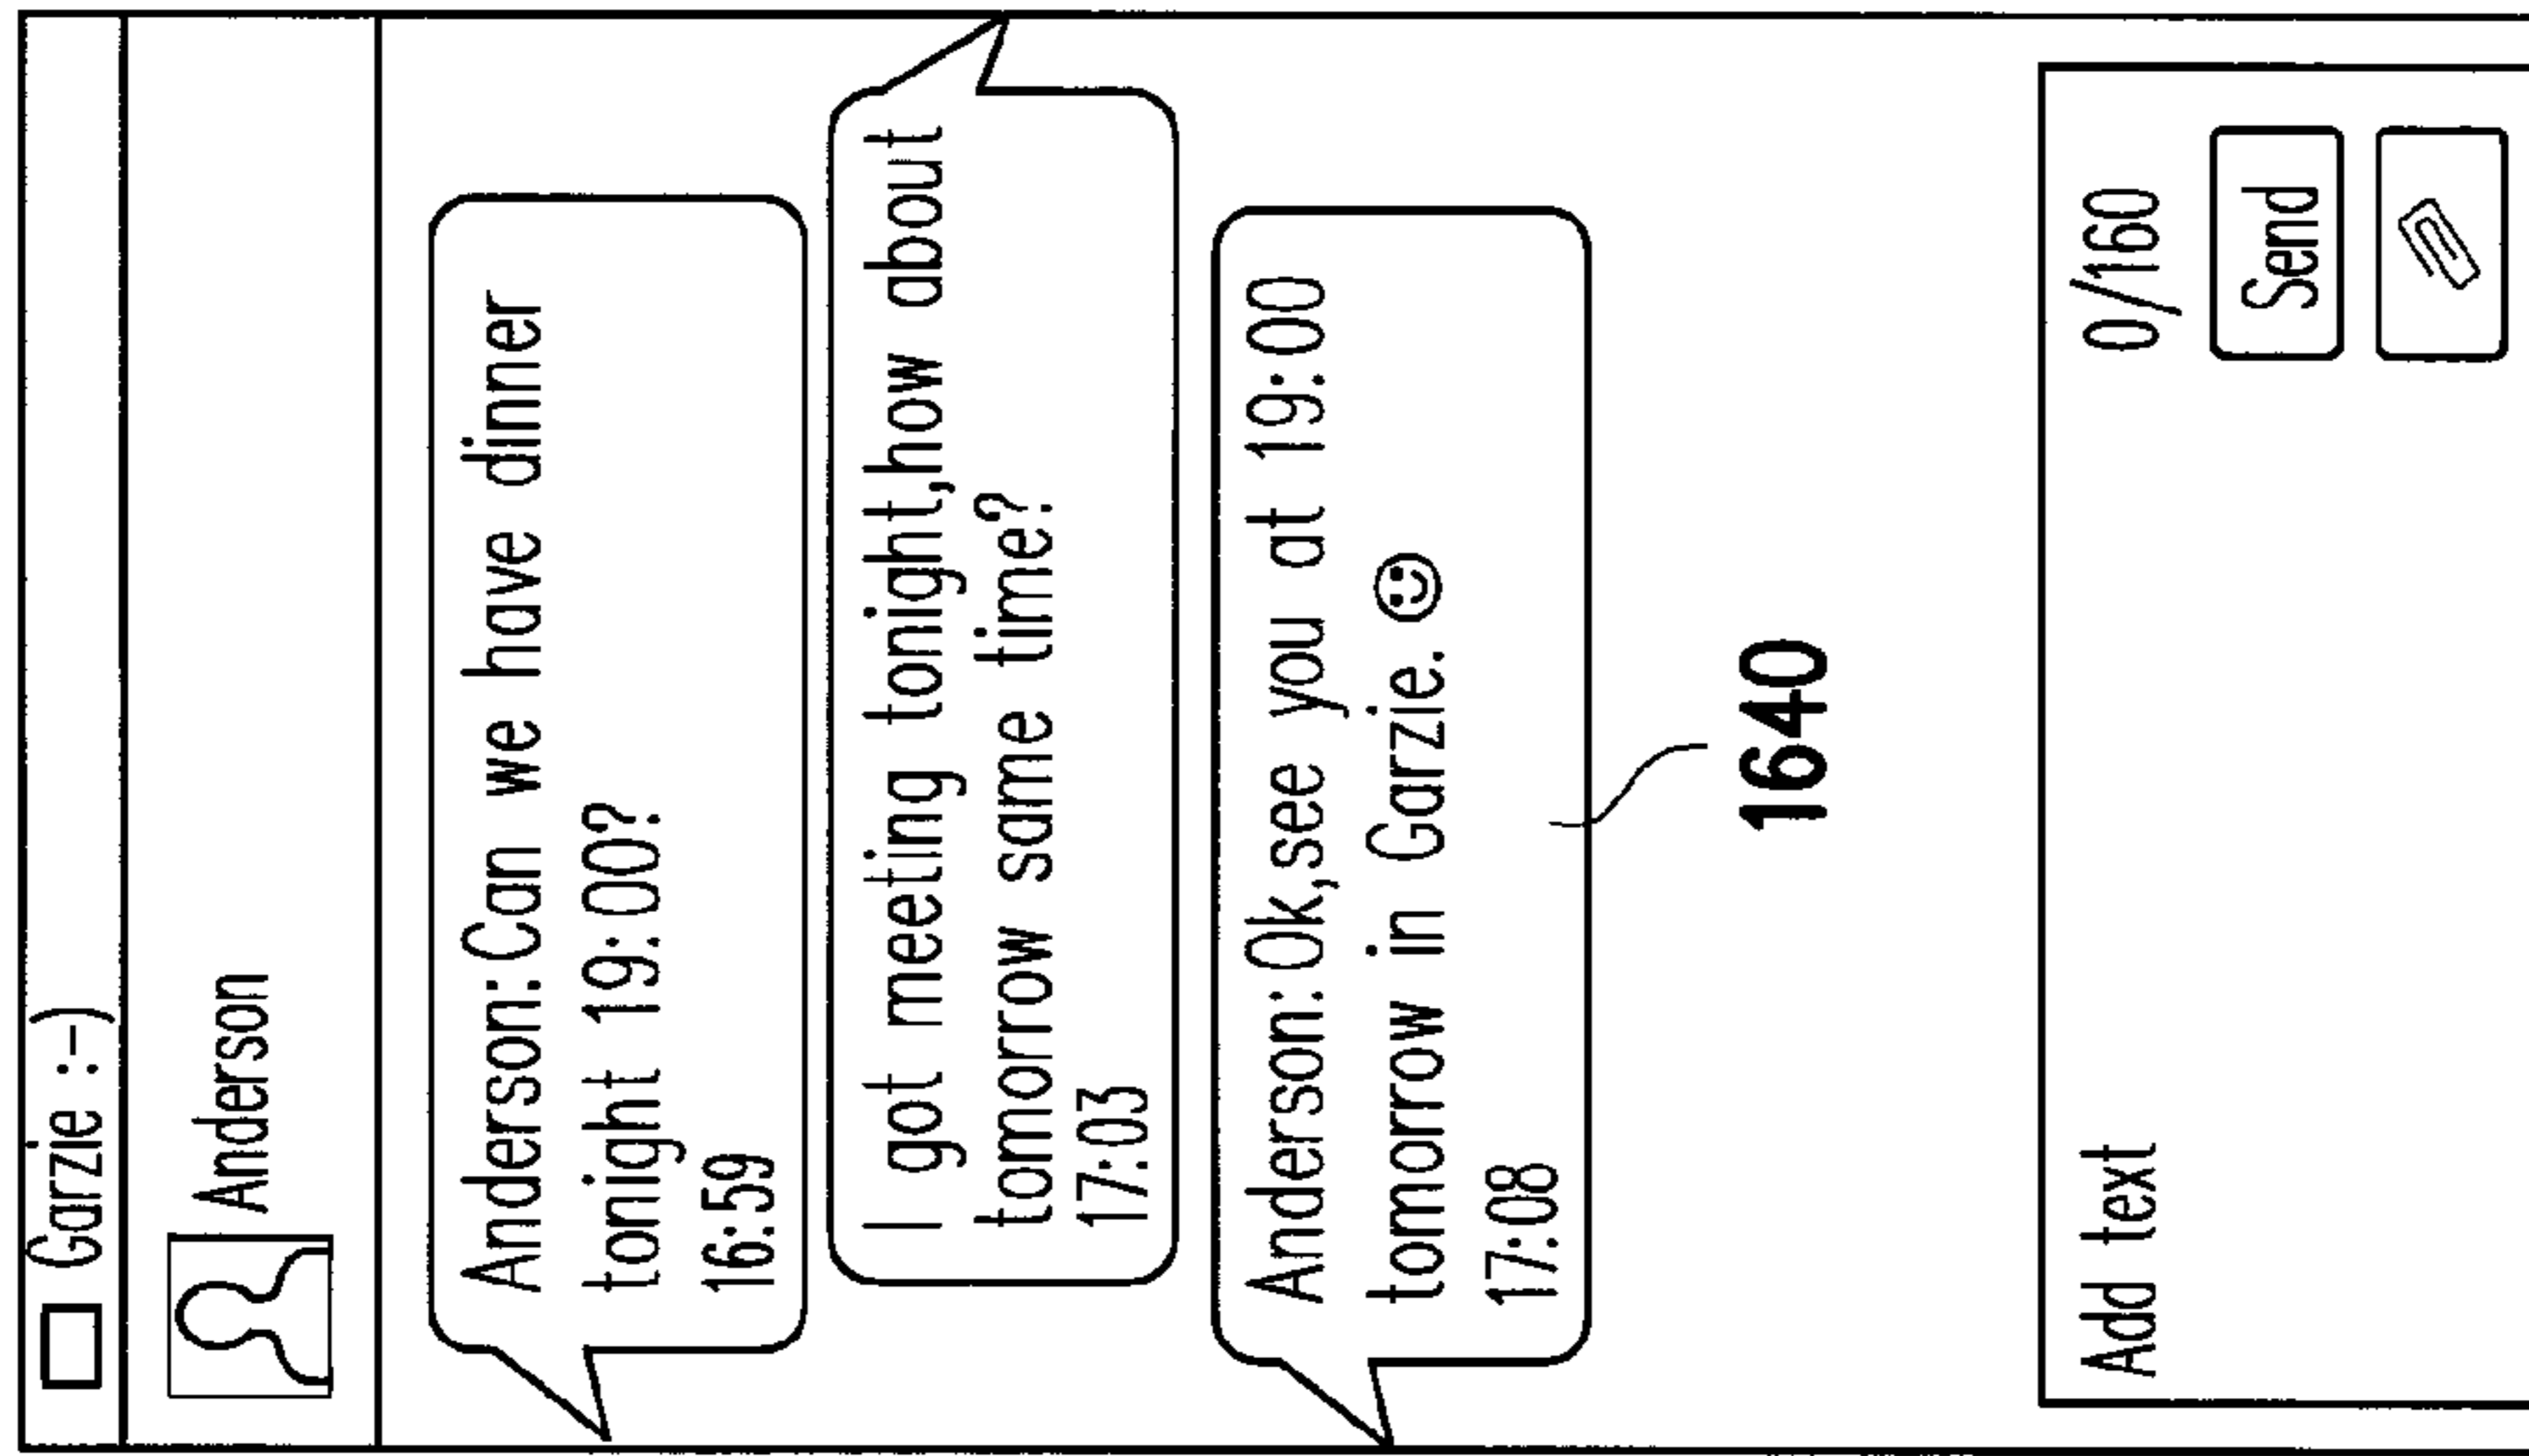 Garzie :-)
Anderson
Anderson:Can we have dinner
tonight 19:00?
16:59
I got meeting tonight,how about
tomorrow same time?
17:03
Anderson:Ok,see you at 19:00
tomorrow in Garzie. ☺
17:08
1640
Add text
0/160
Send